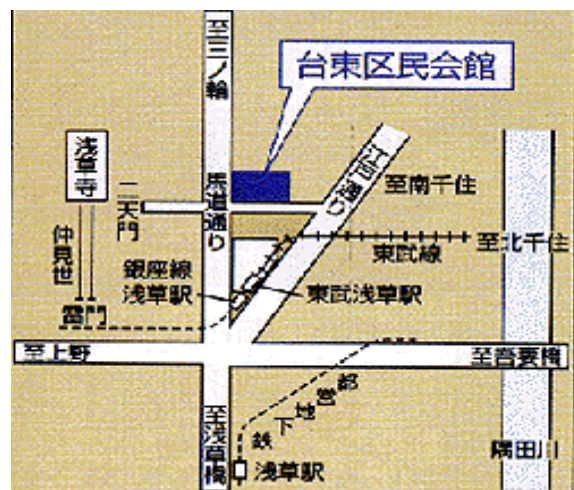 至三ノ輪
台東区民会館
浅草寺
馬道通り
江戸通り
至南千住
二天門
仲見世
東武線
至北千住
銀座線
浅草駅
東武浅草駅
雷門
至上野
至吾妻橋
都営地下鉄
至浅草橋
浅草駅
隅田川